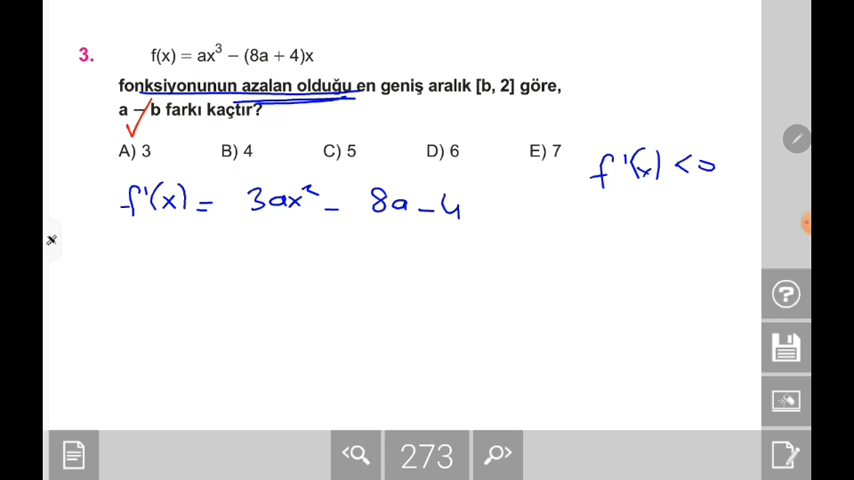 3. f(x) = ax³ − (8a + 4)x
fonksiyonunun azalan olduğu en geniş aralık [b, 2] göre,
a − b farkı kaçtır?
A) 3 B) 4 C) 5 D) 6 E) 7
f'(x) < 0
f'(x) = 3ax² − 8a − 4
273